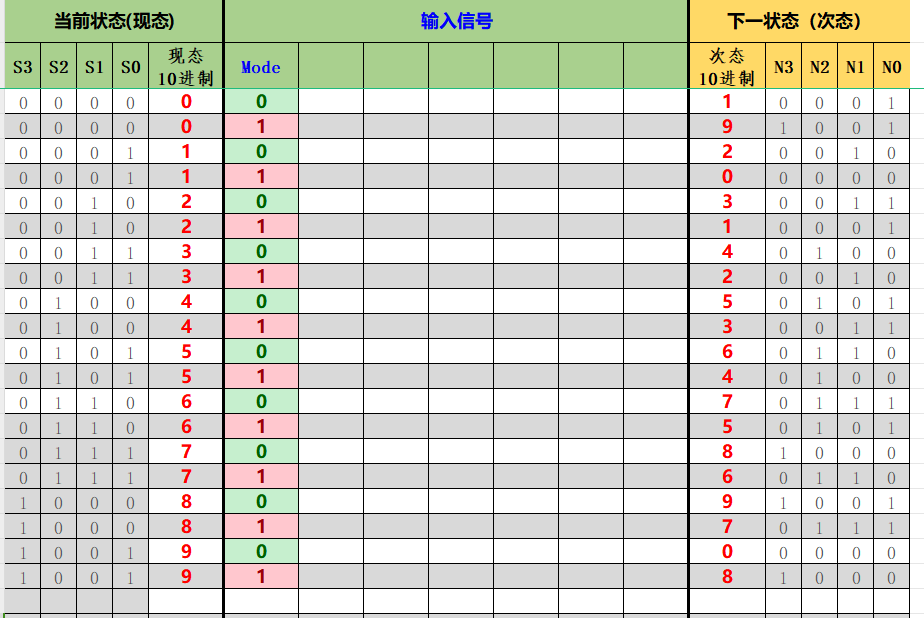 当前状态(现态) 输入信号 下一状态（次态）
S3 S2 S1 S0 现态 10进制 Mode 次态 10进制 N3 N2 N1 N0
0 0 0 0 0 0 1 0 0 0 1
0 0 0 0 0 1 9 1 0 0 1
0 0 0 1 1 0 2 0 0 1 0
0 0 0 1 1 1 0 0 0 0 0
0 0 1 0 2 0 3 0 0 1 1
0 0 1 0 2 1 1 0 0 0 1
0 0 1 1 3 0 4 0 1 0 0
0 0 1 1 3 1 2 0 0 1 0
0 1 0 0 4 0 5 0 1 0 1
0 1 0 0 4 1 3 0 0 1 1
0 1 0 1 5 0 6 0 1 1 0
0 1 0 1 5 1 4 0 1 0 0
0 1 1 0 6 0 7 0 1 1 1
0 1 1 0 6 1 5 0 1 0 1
0 1 1 1 7 0 8 1 0 0 0
0 1 1 1 7 1 6 0 1 1 0
1 0 0 0 8 0 9 1 0 0 1
1 0 0 0 8 1 7 0 1 1 1
1 0 0 1 9 0 0 0 0 0 0
1 0 0 1 9 1 8 1 0 0 0